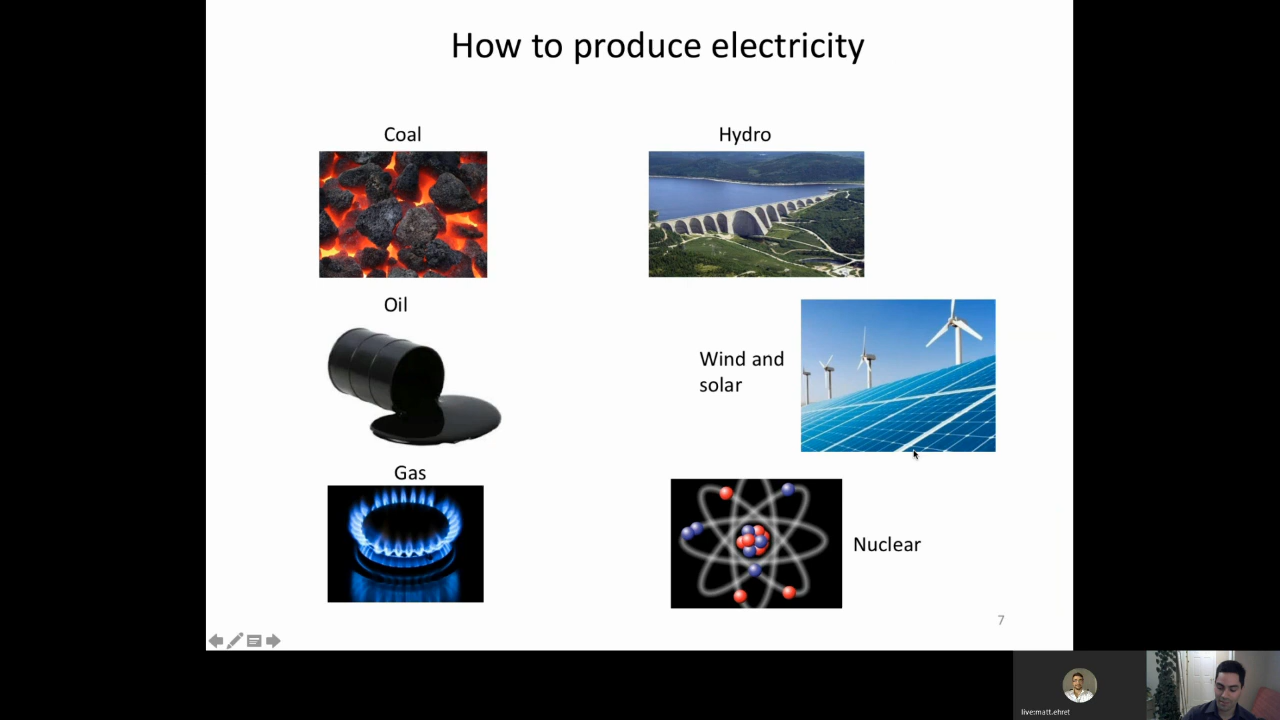 How to produce electricity
Coal
Hydro
Oil
Wind and
solar
Gas
Nuclear
7
live:matt.ehret